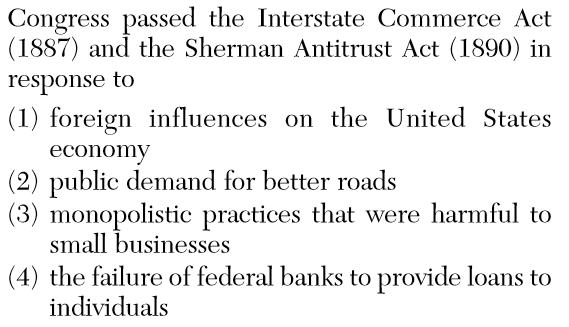 Congress passed the Interstate Commerce Act
(1887) and the Sherman Antitrust Act (1890) in
response to
(1) foreign influences on the United States
economy
(2) public demand for better roads
(3) monopolistic practices that were harmful to
small businesses
(4) the failure of federal banks to provide loans to
individuals